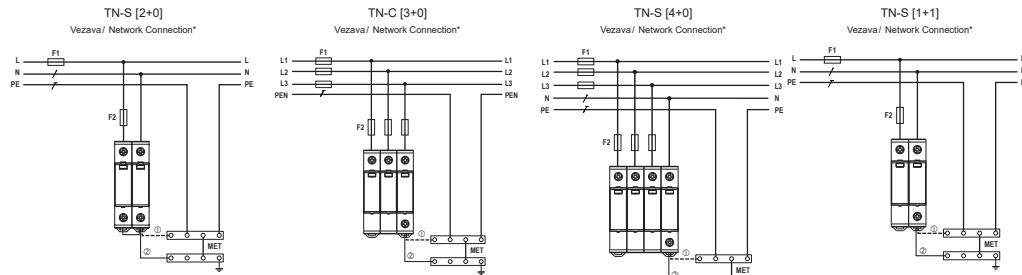 TN-S [2+0]
Vezava/ Network Connection*
F1
L
L
N
N
PE
PE
F2
①
MET
②
TN-C [3+0]
Vezava/ Network Connection*
F1
L1
L1
L2
L2
L3
L3
PEN
PEN
F2
①
MET
②
TN-S [4+0]
Vezava/ Network Connection*
F1
L1
L1
L2
L2
L3
L3
N
N
PE
PE
F2
①
MET
②
TN-S [1+1]
Vezava/ Network Connection*
F1
L
N
PE
F2
①
MET
②